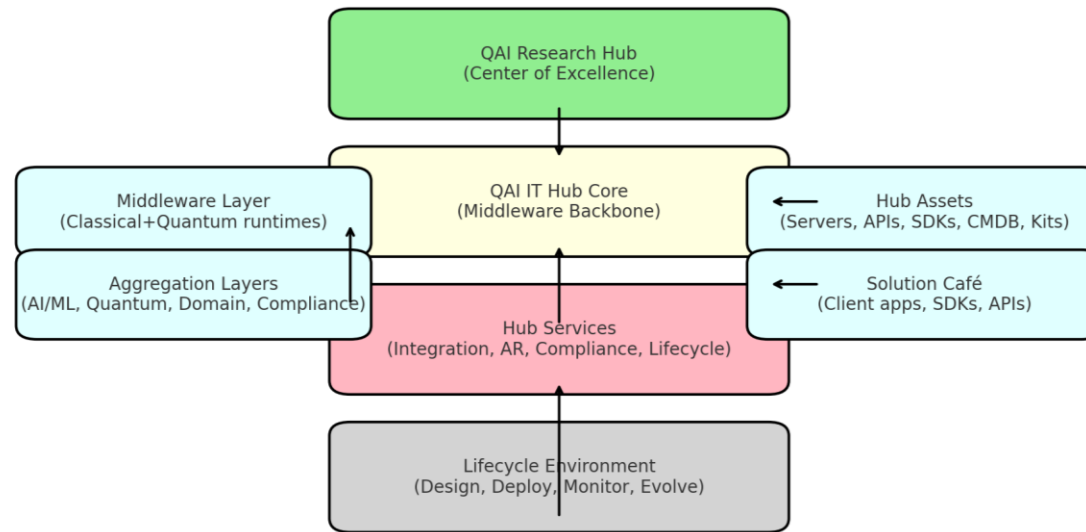 QAI Research Hub
(Center of Excellence)
Middleware Layer
(Classical+Quantum runtimes)
QAI IT Hub Core
(Middleware Backbone)
Hub Assets
(Servers, APIs, SDKs, CMDB, Kits)
Aggregation Layers
(AI/ML, Quantum, Domain, Compliance)
Solution Café
(Client apps, SDKs, APIs)
Hub Services
(Integration, AR, Compliance, Lifecycle)
Lifecycle Environment
(Design, Deploy, Monitor, Evolve)